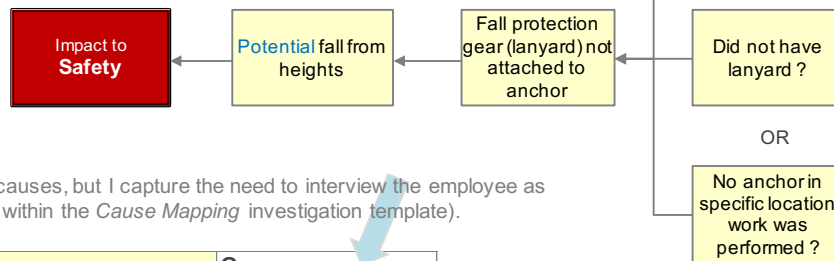 Impact to
Safety
Potential fall from
heights
Fall protection
gear (lanyard) not
attached to
anchor
Did not have
lanyard ?
OR
No anchor in
specific location
work was
performed ?
causes, but I capture the need to interview the employee as
within the Cause Mapping investigation template).